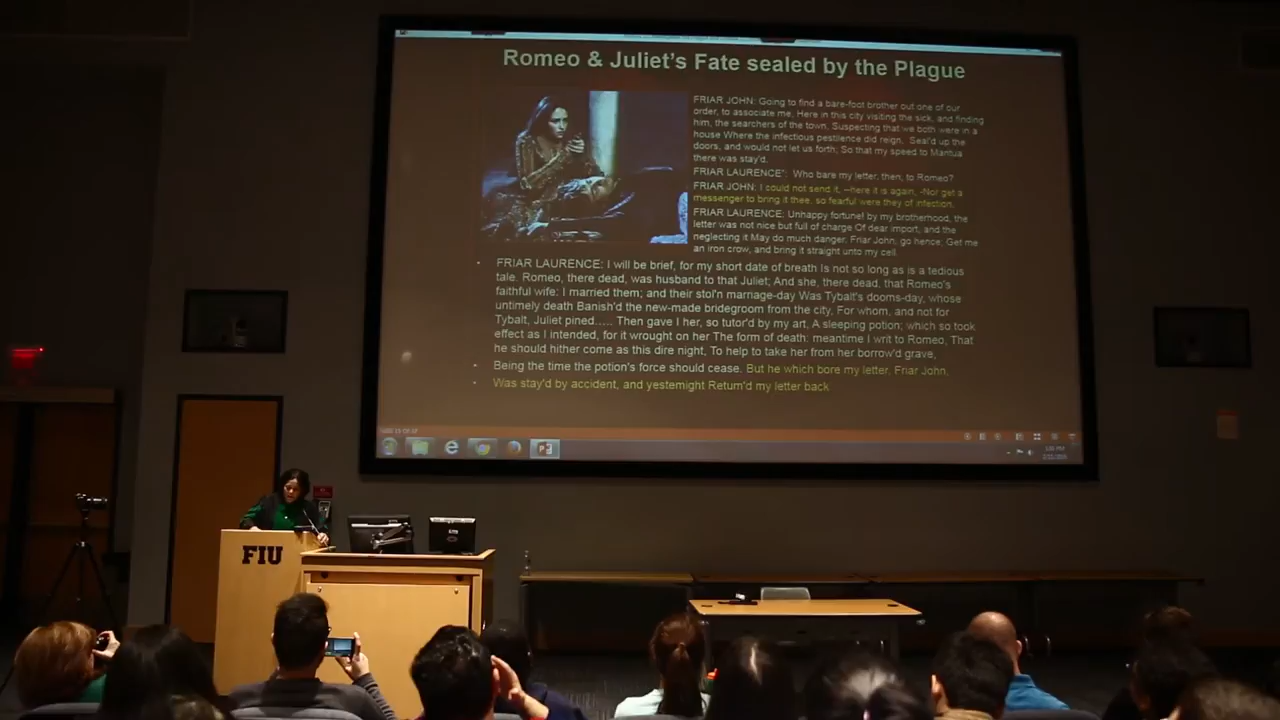 Romeo & Juliet's Fate sealed by the Plague
FRIAR JOHN: Going to find a bare-foot brother out one of our
order, to associate me, Here in this city visiting the sick, and finding
him, the searchers of the town, Suspecting that we both were in a
house Where the infectious pestilence did reign, Seal'd up the
doors, and would not let us forth; So that my speed to Mantua
there was stay'd.
FRIAR LAURENCE": Who bare my letter, then, to Romeo?
FRIAR JOHN: I could not send it, --here it is again, -Nor get a
messenger to bring it thee, so fearful were they of infection.
FRIAR LAURENCE: Unhappy fortune! by my brotherhood, the
letter was not nice but full of charge Of dear import, and the
neglecting it May do much danger, Friar John, go hence; Get me
an iron crow, and bring it straight unto my cell.
• FRIAR LAURENCE: I will be brief, for my short date of breath Is not so long as is a tedious
tale. Romeo, there dead, was husband to that Juliet; And she, there dead, that Romeo's
faithful wife: I married them; and their stol'n marriage-day Was Tybalt's dooms-day, whose
untimely death Banish'd the new-made bridegroom from the city, For whom, and not for
Tybalt, Juliet pined..... Then gave I her, so tutor'd by my art, A sleeping potion; which so took
effect as I intended, for it wrought on her The form of death: meantime I writ to Romeo, That
he should hither come as this dire night, To help to take her from her borrow'd grave,
• Being the time the potion's force should cease. But he which bore my letter, Friar John,
• Was stay'd by accident, and yesternight Return'd my letter back
FIU